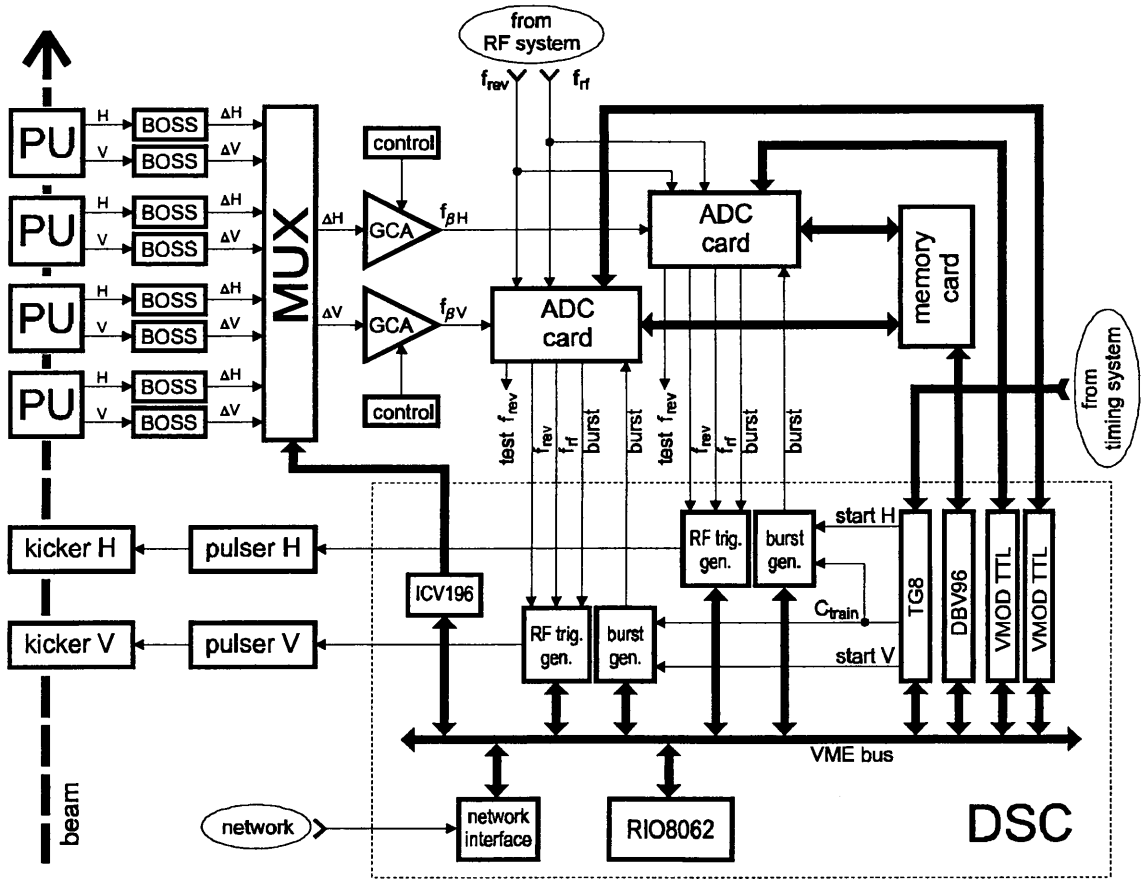 from
RF system
f_rev f_rf
PU H BOSS ΔH
V BOSS ΔV
PU H BOSS ΔH
V BOSS ΔV
PU H BOSS ΔH
V BOSS ΔV
PU H BOSS ΔH
V BOSS ΔV
MUX
control
ΔH GCA f_βH
ΔV GCA f_βV
control
ADC
card
ADC
card
memory
card
from
timing system
test f_rev
f_rev
f_rf
burst
burst
test f_rev
f_rev
f_rf
burst
burst
kicker H
pulser H
kicker V
pulser V
ICV196
RF trig.
gen.
burst
gen.
RF trig.
gen.
burst
gen.
start H
C_train
start V
TG8
DBV96
VMOD TTL
VMOD TTL
VME bus
beam
network
network
interface
RIO8062
DSC